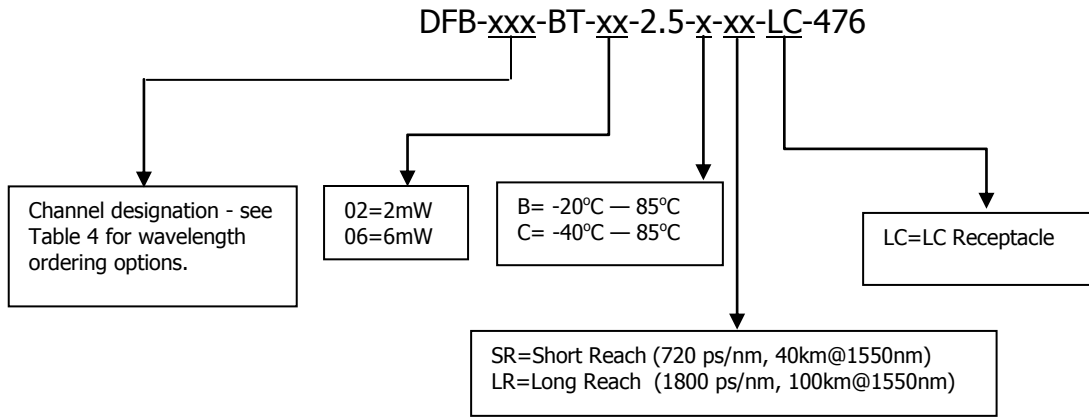 DFB-xxx-BT-xx-2.5-x-xx-LC-476
Channel designation - see
Table 4 for wavelength
ordering options.
02=2mW
06=6mW
B= -20°C — 85°C
C= -40°C — 85°C
LC=LC Receptacle
SR=Short Reach (720 ps/nm, 40km@1550nm)
LR=Long Reach  (1800 ps/nm, 100km@1550nm)